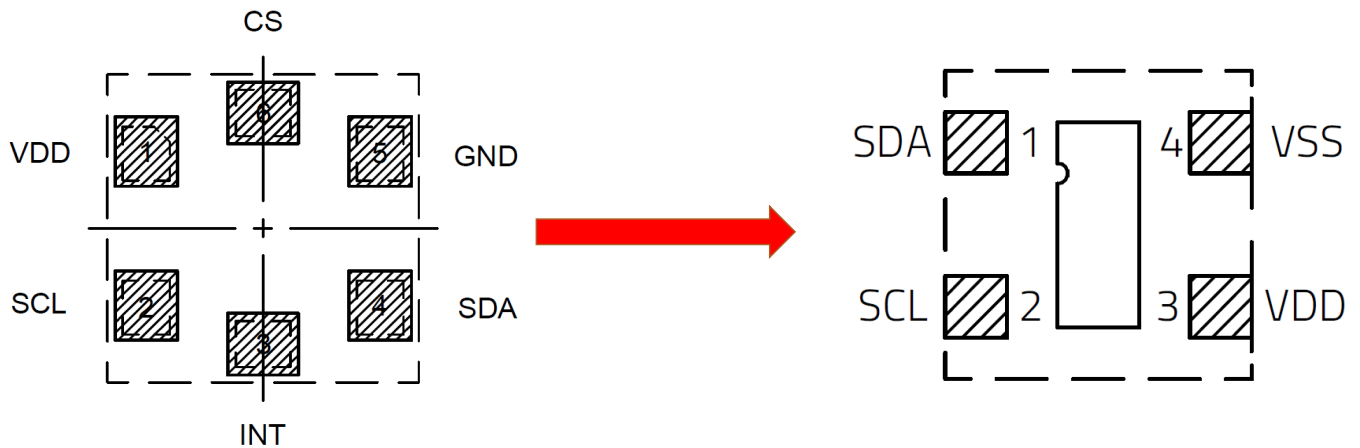 CS
6
VDD 1 5 GND
SCL 2 4 SDA
3
INT
SDA 1 4 VSS
SCL 2 3 VDD